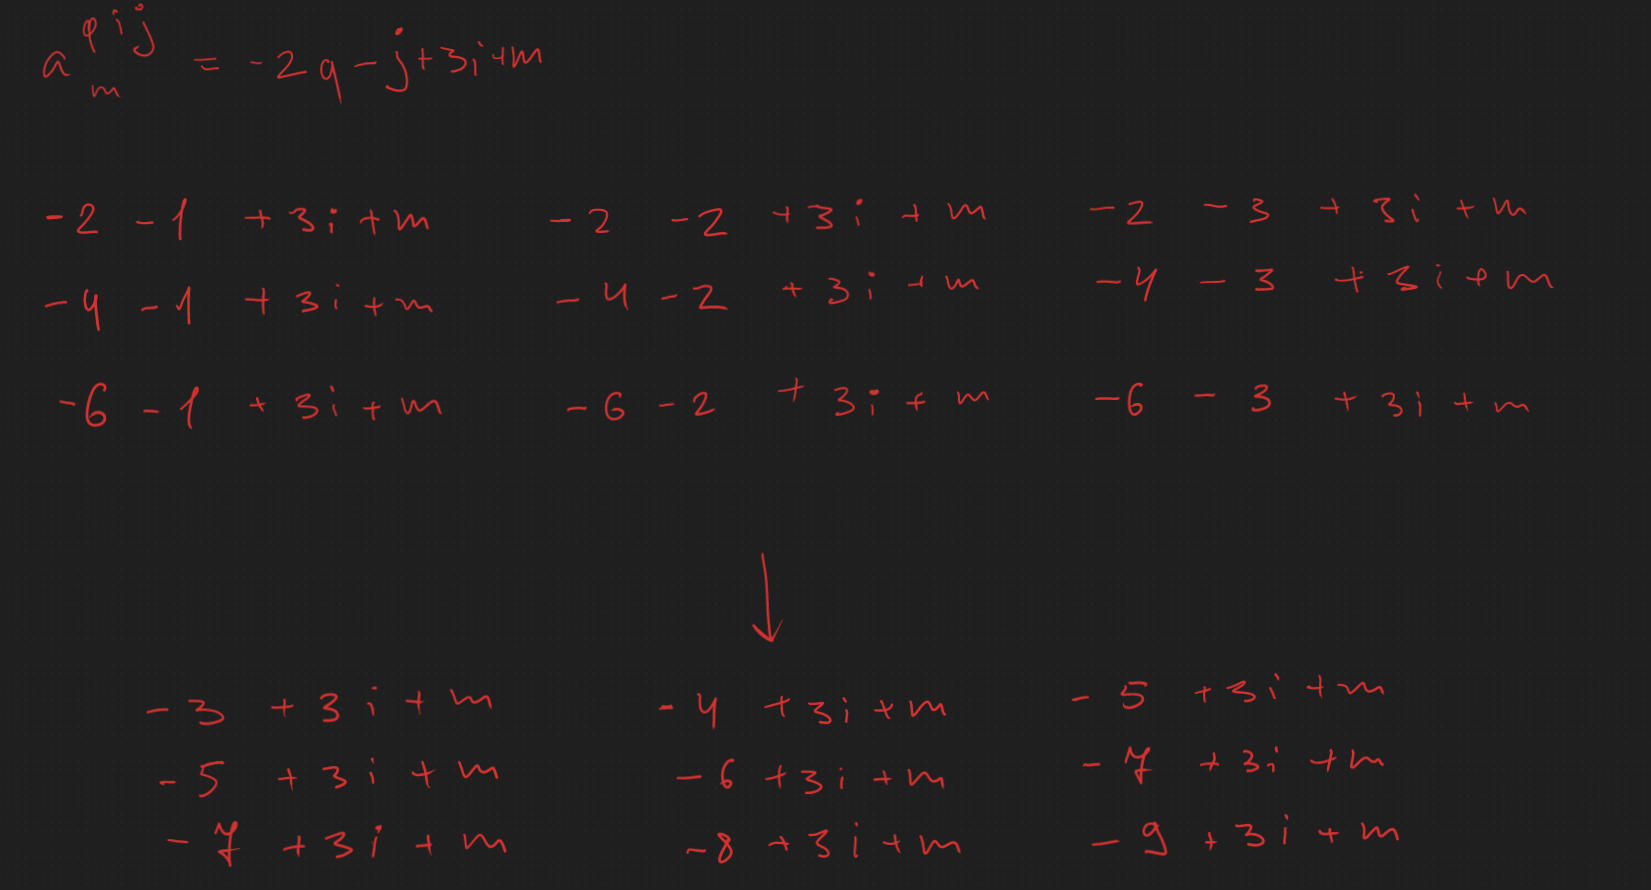 a^{qij}_m = -2q - j + 3i + m
-2 -1 + 3i + m   -2 -2 + 3i + m   -2 -3 + 3i + m
-4 -1 + 3i + m   -4 -2 + 3i + m   -4 -3 + 3i + m
-6 -1 + 3i + m   -6 -2 + 3i + m   -6 -3 + 3i + m
↓
-3 + 3i + m   -4 + 3i + m   -5 + 3i + m
-5 + 3i + m   -6 + 3i + m   -7 + 3i + m
-7 + 3i + m   -8 + 3i + m   -9 + 3i + m